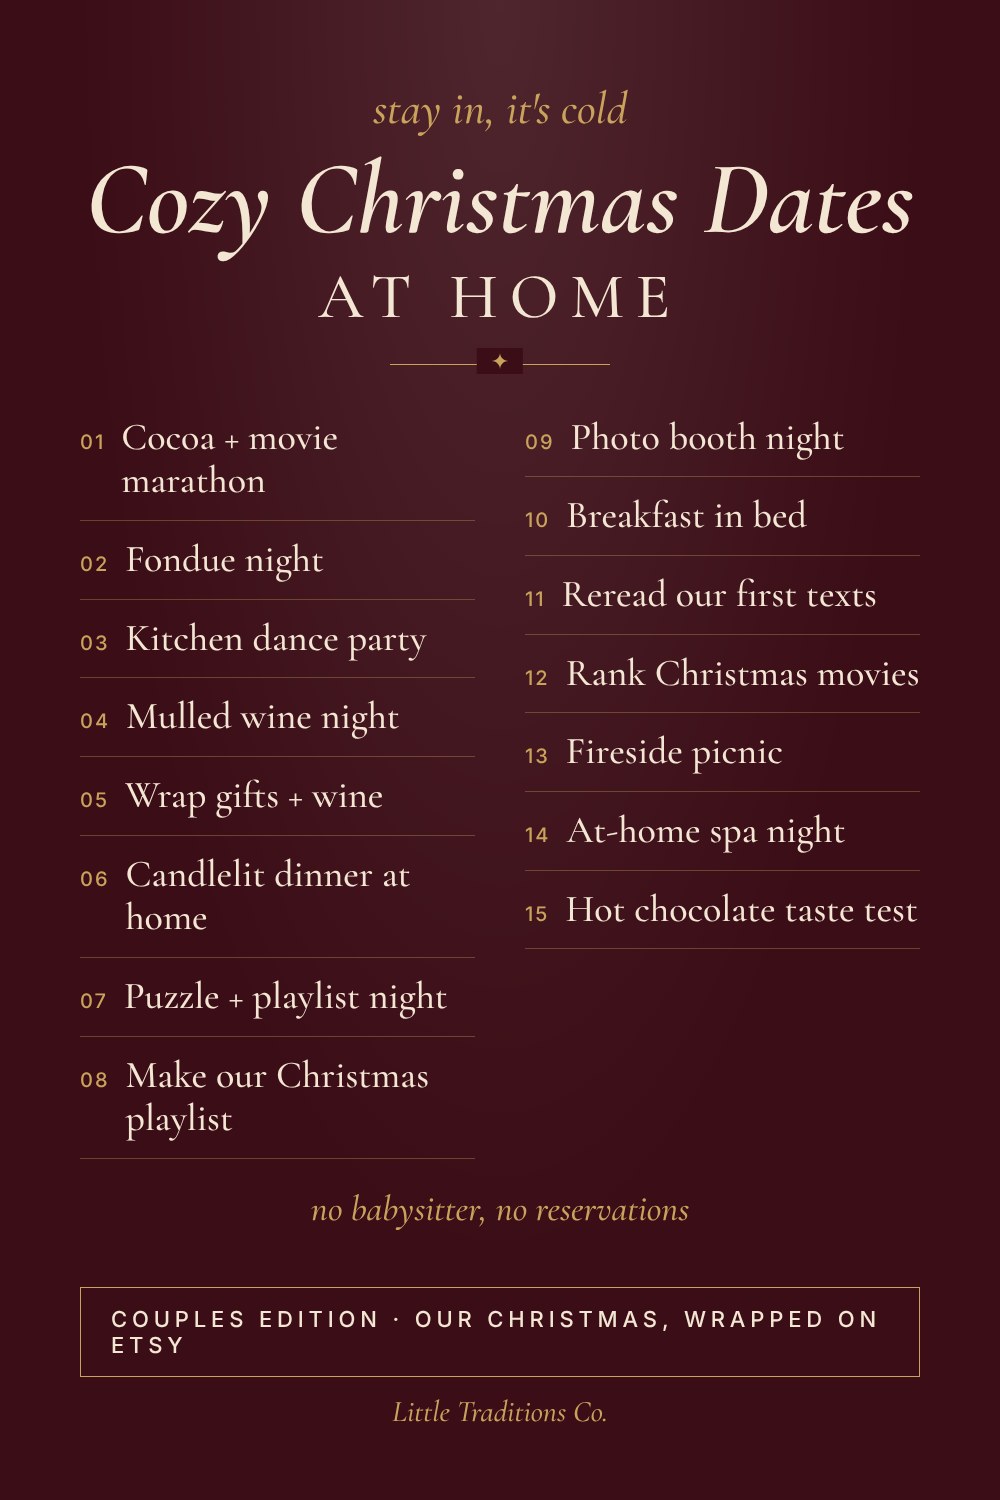 stay in, it's cold
Cozy Christmas Dates
AT HOME
01 Cocoa + movie
marathon
02 Fondue night
03 Kitchen dance party
04 Mulled wine night
05 Wrap gifts + wine
06 Candlelit dinner at
home
07 Puzzle + playlist night
08 Make our Christmas
playlist
09 Photo booth night
10 Breakfast in bed
11 Reread our first texts
12 Rank Christmas movies
13 Fireside picnic
14 At-home spa night
15 Hot chocolate taste test
no babysitter, no reservations
COUPLES EDITION · OUR CHRISTMAS, WRAPPED ON
ETSY
Little Traditions Co.